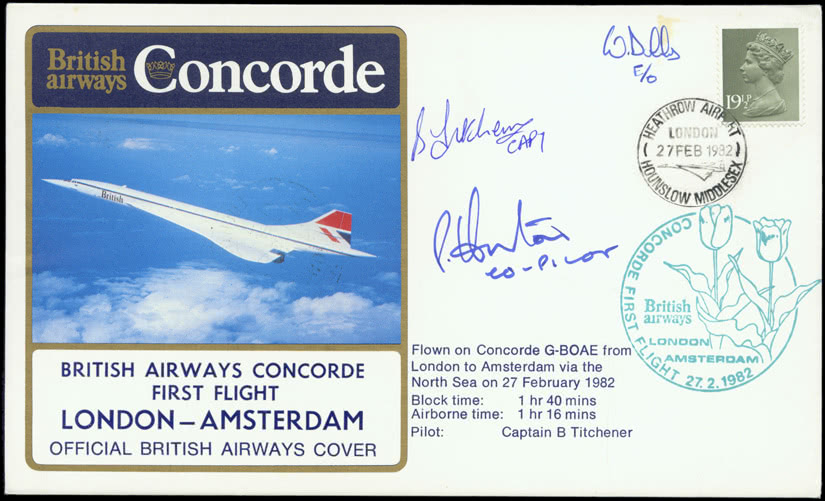 British airways Concorde
British
BRITISH AIRWAYS CONCORDE
FIRST FLIGHT
LONDON – AMSTERDAM
OFFICIAL BRITISH AIRWAYS COVER
E/O
CAPT
CO-PILOT
19½P
HEATHROW AIRPORT
LONDON
27 FEB 1982
HOUNSLOW MIDDLESEX
CONCORDE FIRST FLIGHT 27.2.1982
British
airways
LONDON
AMSTERDAM
Flown on Concorde G-BOAE from
London to Amsterdam via the
North Sea on 27 February 1982
Block time: 1 hr 40 mins
Airborne time: 1 hr 16 mins
Pilot: Captain B Titchener